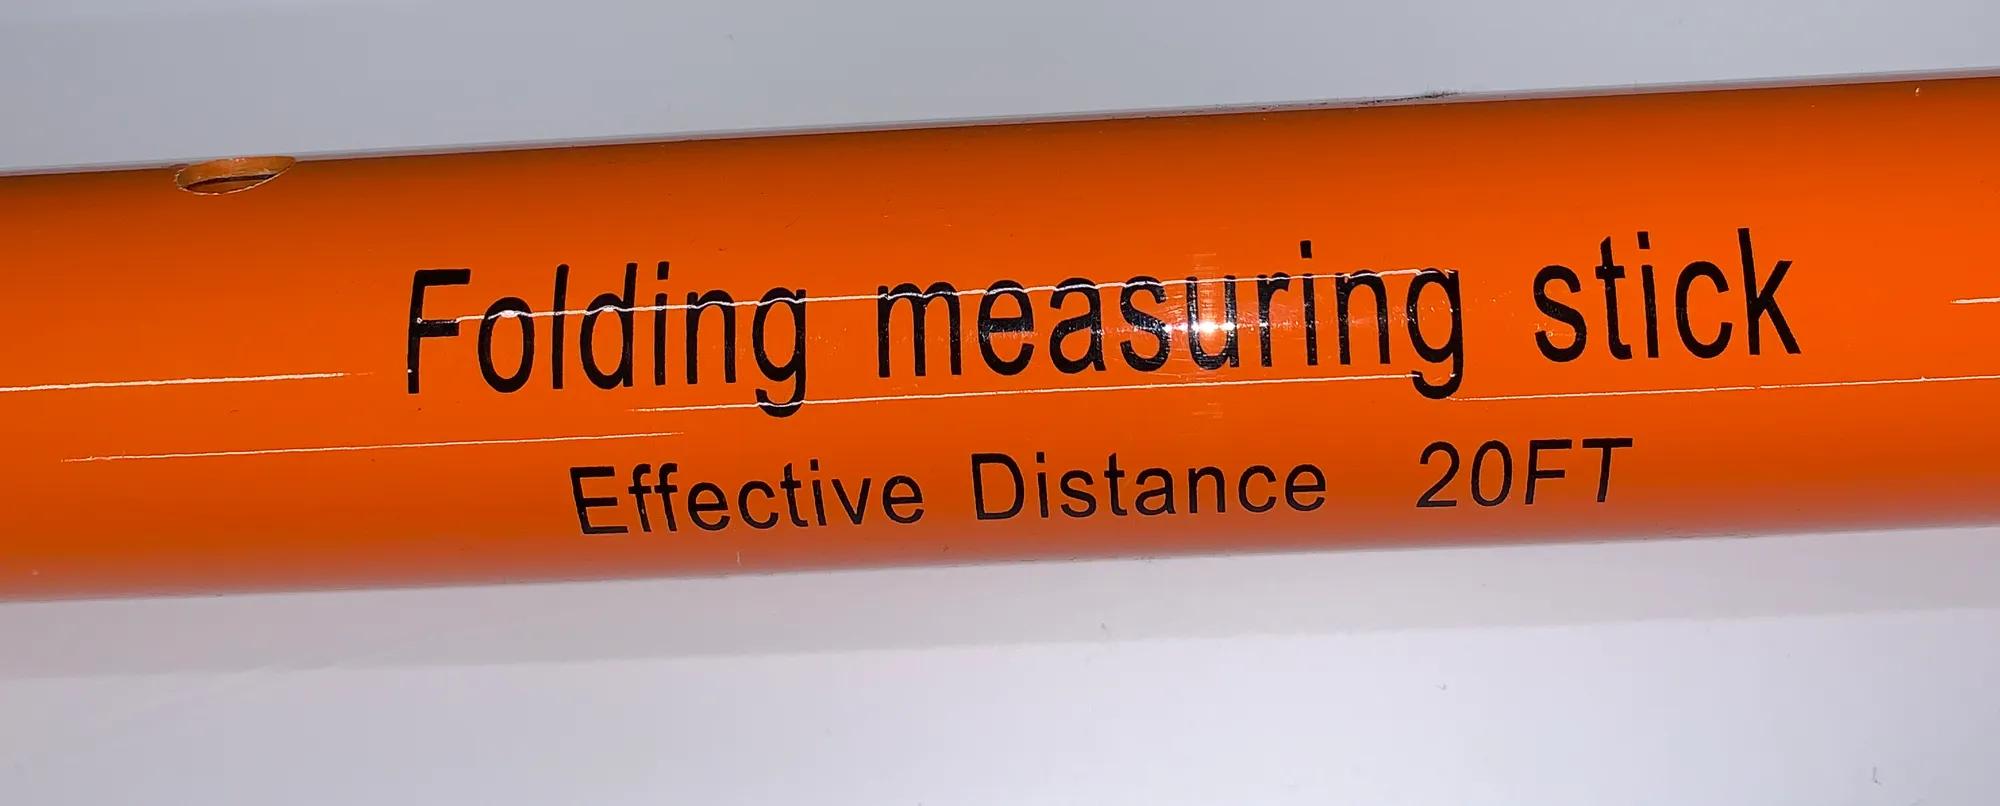 Folding measuring stick
Effective Distance 20FT